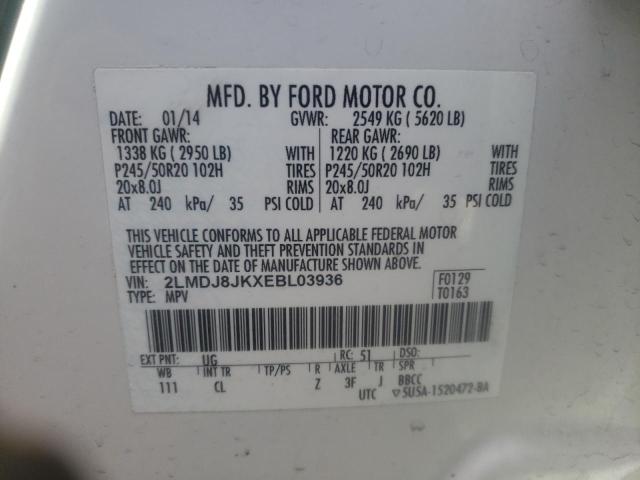 MFD. BY FORD MOTOR CO.
DATE: 01/14 GVWR: 2549 KG ( 5620 LB)
FRONT GAWR: REAR GAWR:
1338 KG ( 2950 LB) WITH 1220 KG ( 2690 LB) WITH
P245/50R20 102H TIRES P245/50R20 102H TIRES
20x8.0J RIMS 20x8.0J RIMS
AT 240 kPa/ 35 PSI COLD AT 240 kPa/ 35 PSI COLD
THIS VEHICLE CONFORMS TO ALL APPLICABLE FEDERAL MOTOR
VEHICLE SAFETY AND THEFT PREVENTION STANDARDS IN
EFFECT ON THE DATE OF MANUFACTURE SHOWN ABOVE.
VIN: 2LMDJ8JKXEBL03936 F0129
TYPE: MPV T0163
EXT PNT: UG RC: 51 DSO:
WB INT TR TP/PS R AXLE TR SPR
111 CL Z 3F J BBCC
UTC ▽5USA-1520472-BA